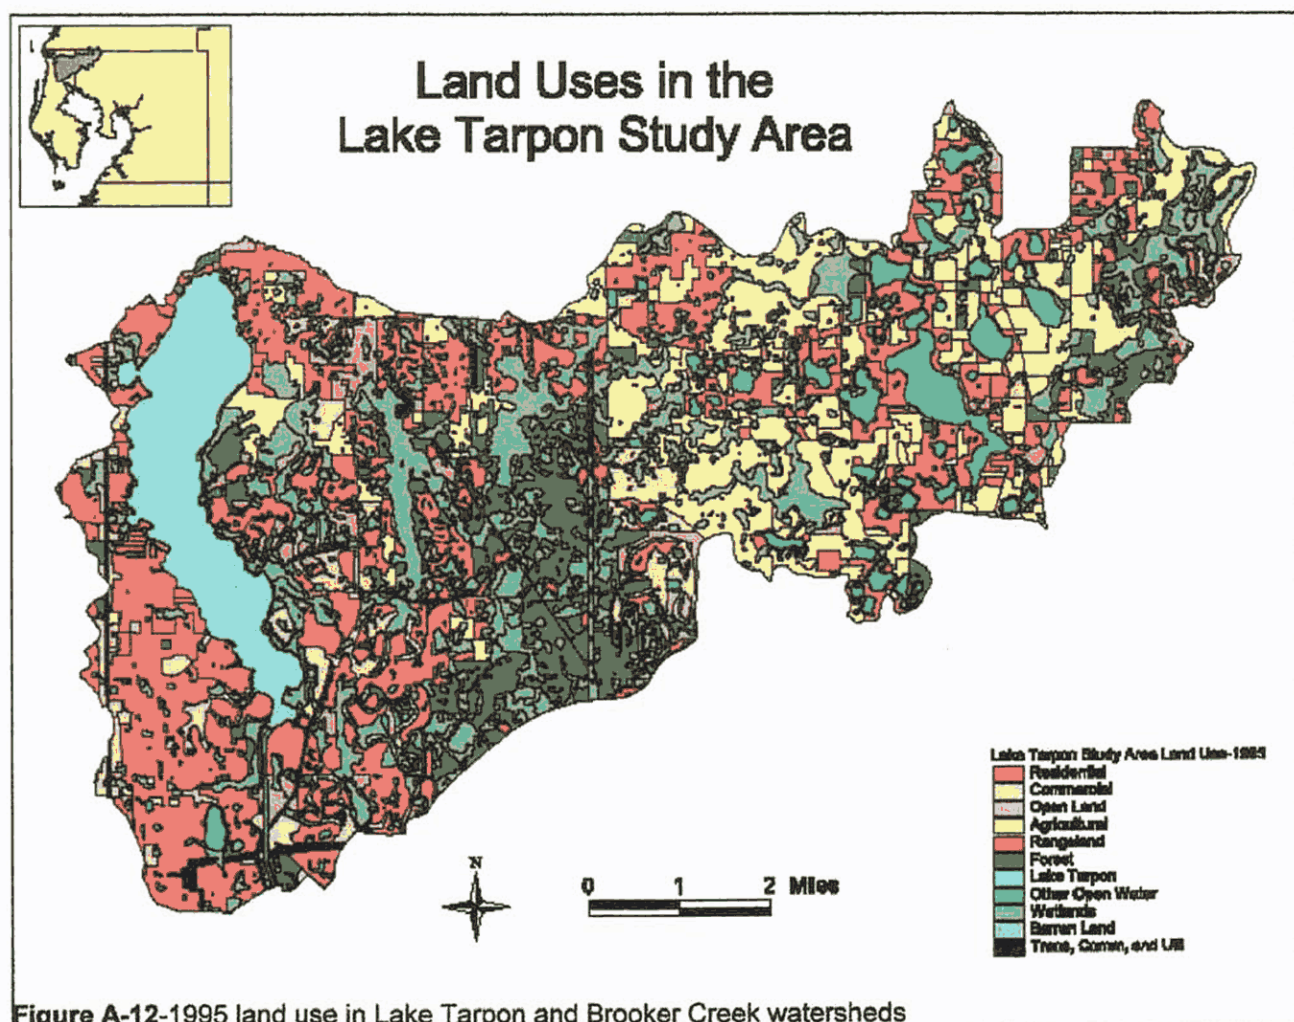 Land Uses in the
Lake Tarpon Study Area
Lake Tarpon Study Area Land Use-1995
Residential
Commercial
Open Land
Agricultural
Rangeland
Forest
Lake Tarpon
Other Open Water
Wetlands
Barren Land
Trans, Comm, and Util
N
0 1 2 Miles
Figure A-12-1995 land use in Lake Tarpon and Brooker Creek watersheds